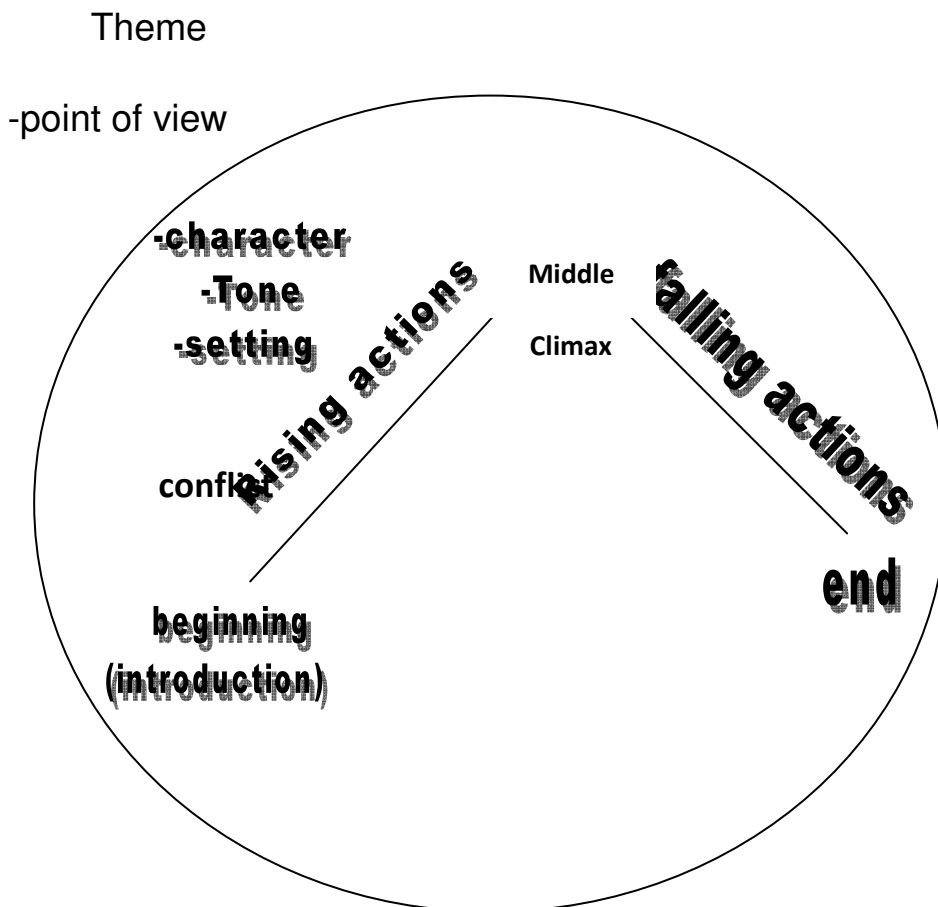 Theme
-point of view
-character
-Tone
-setting
Rising actions
Middle
Climax
falling actions
conflict
end
beginning
(introduction)